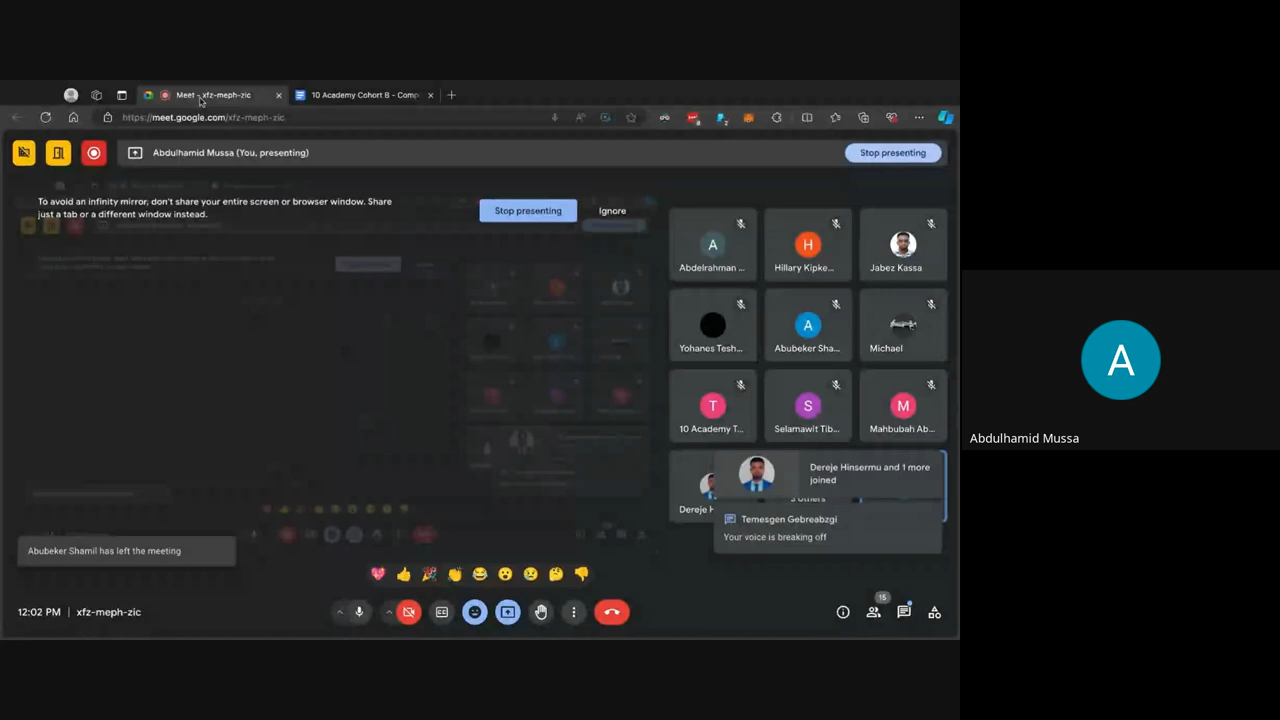 Meet - xfz-meph-zic
10 Academy Cohort B - Comp
https://meet.google.com/xfz-meph-zic
Abdulhamid Mussa (You, presenting)
Stop presenting
To avoid an infinity mirror, don't share your entire screen or browser window. Share
just a tab or a different window instead.
Stop presenting
Ignore
A
Abdelrahman ...
H
Hillary Kipke...
Jabez Kassa
Yohanes Tesh...
A
Abubeker Sha...
Michael
T
10 Academy T...
S
Selamawit Tib...
M
Mahbubah Ab...
Dereje H
Dereje Hinsermu and 1 more
joined
others
Temesgen Gebreabzgi
Your voice is breaking off
Abubeker Shamil has left the meeting
12:02 PM | xfz-meph-zic
15
A
Abdulhamid Mussa